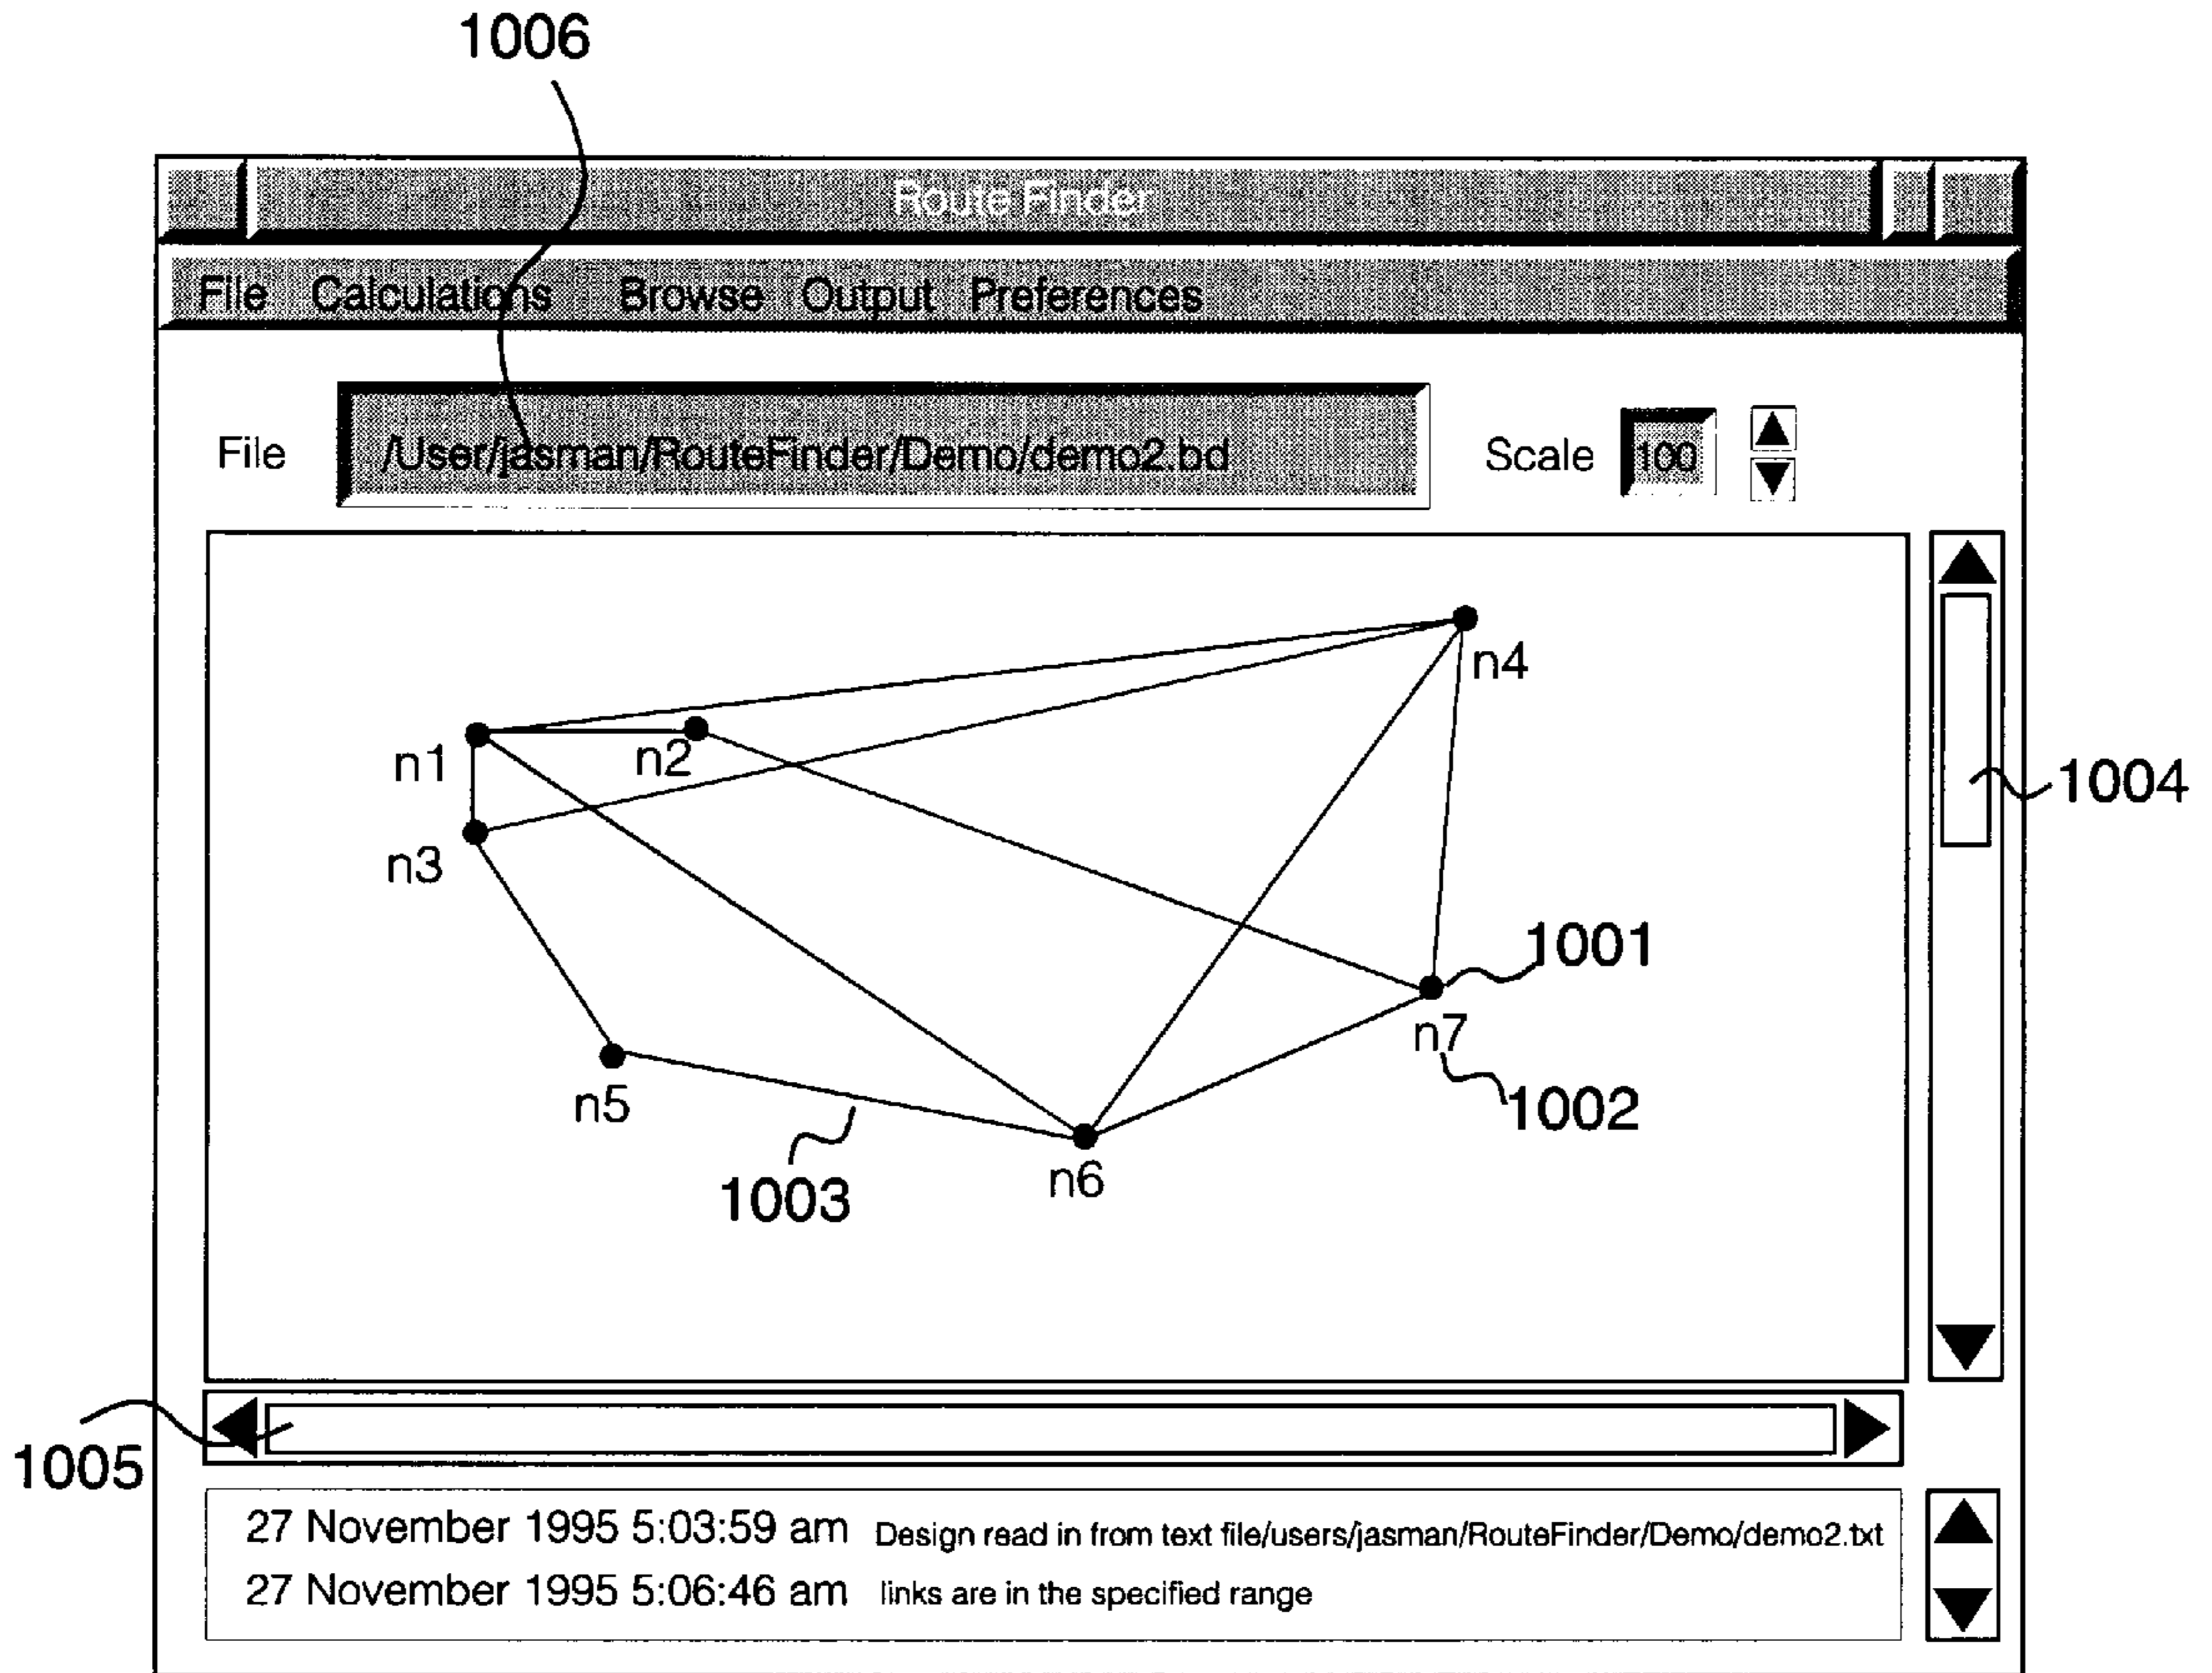 1006
Route Finder
File Calculations Browse Output Preferences
File /User/jasman/RouteFinder/Demo/demo2.bd Scale 100
n4
n1
n2
1004
n3
1001
n7
n5
1002
1003
n6
1005
27 November 1995 5:03:59 am Design read in from text file/users/jasman/RouteFinder/Demo/demo2.txt
27 November 1995 5:06:46 am links are in the specified range